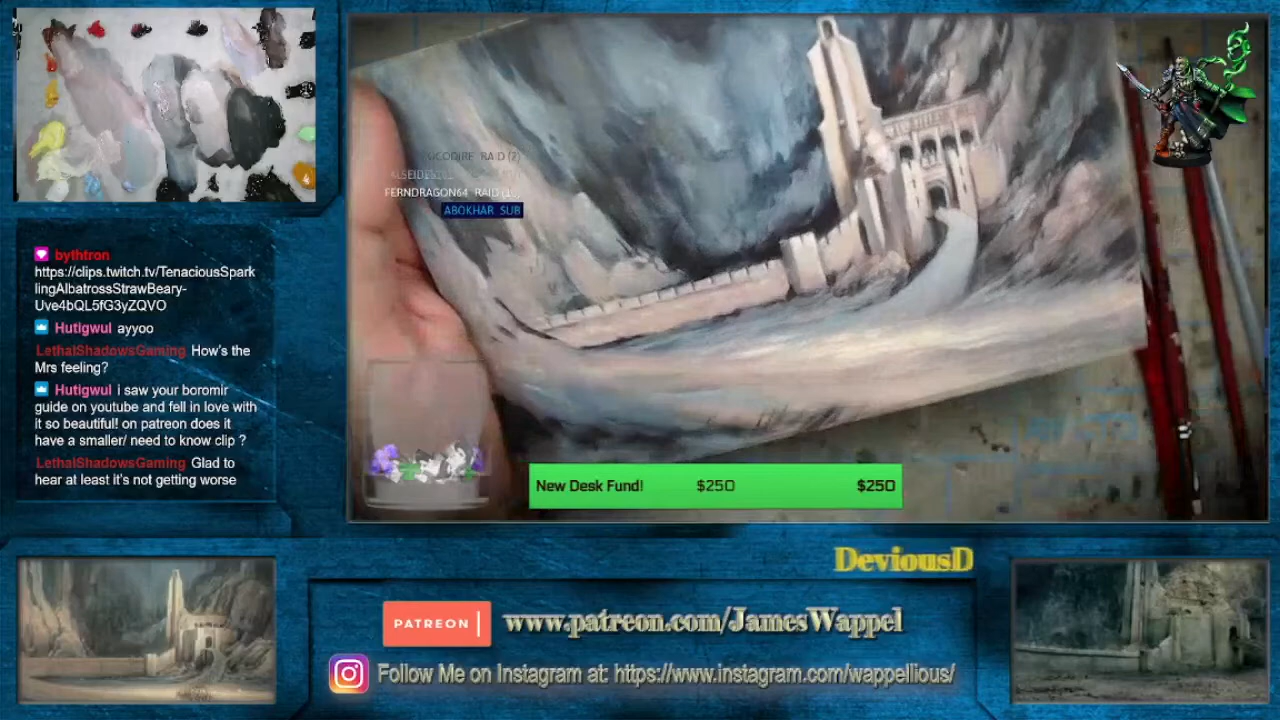 bythtron
https://clips.twitch.tv/TenaciousSpark
lingAlbatrossStrawBeary-
Uve4bQL5fG3yZQVO
Hutigwul ayyoo
LethalShadowsGaming How's the
Mrs feeling?
Hutigwul i saw your boromir
guide on youtube and fell in love with
it so beautiful! on patreon does it
have a smaller/ need to know clip ?
LethalShadowsGaming Glad to
hear at least it's not getting worse
RAID (2)
FERNDRAGON64 RAID
ABOKHAR SUB
New Desk Fund! $250 $250
DeviousD
PATREON www.patreon.com/JamesWappel
Follow Me on Instagram at: https://www.instagram.com/wappellious/